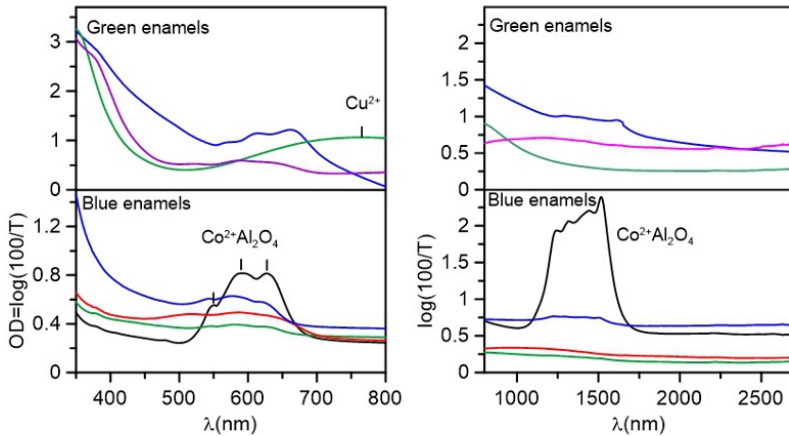 Green enamels
3
2
1
0
Cu²⁺
Blue enamels
1.2
0.8
0.4
0
Co²⁺Al₂O₄
OD=log(100/T)
400 500 600 700 800
λ(nm)
Green enamels
2
1.5
1
0.5
0
Blue enamels
2
1.5
1
0.5
0
Co²⁺Al₂O₄
log(100/T)
1000 1500 2000 2500
λ(nm)